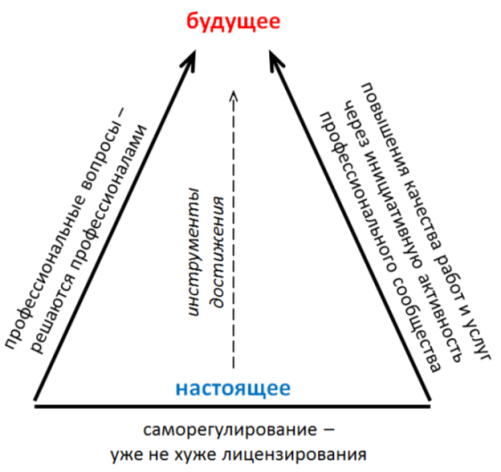 будущее
профессиональные вопросы –
решаются профессионалами
инструменты
достижения
повышения качества работ и услуг
через инициативную активность
профессионального сообщества
настоящее
саморегулирование –
уже не хуже лицензирования